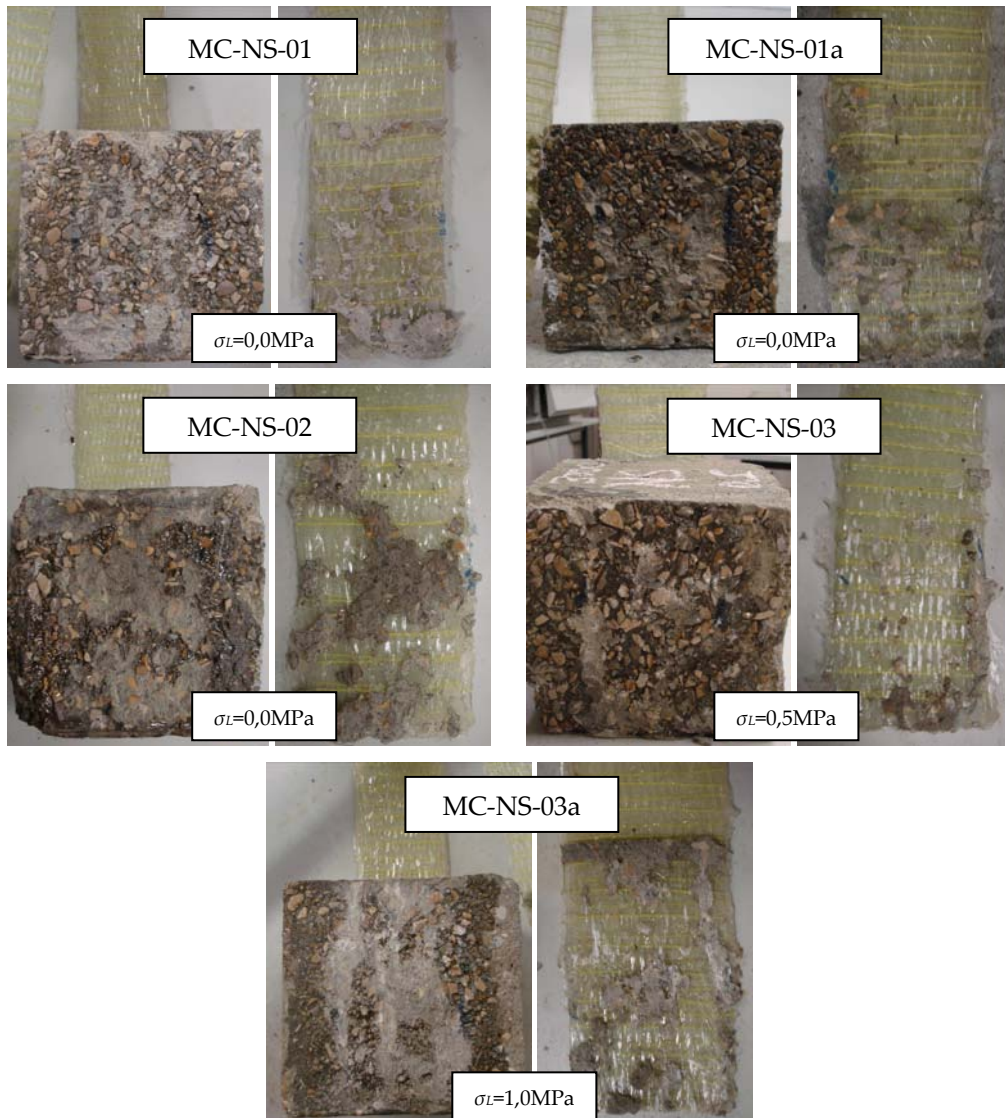 MC-NS-01
σL=0,0MPa
MC-NS-01a
σL=0,0MPa
MC-NS-02
σL=0,0MPa
MC-NS-03
σL=0,5MPa
MC-NS-03a
σL=1,0MPa